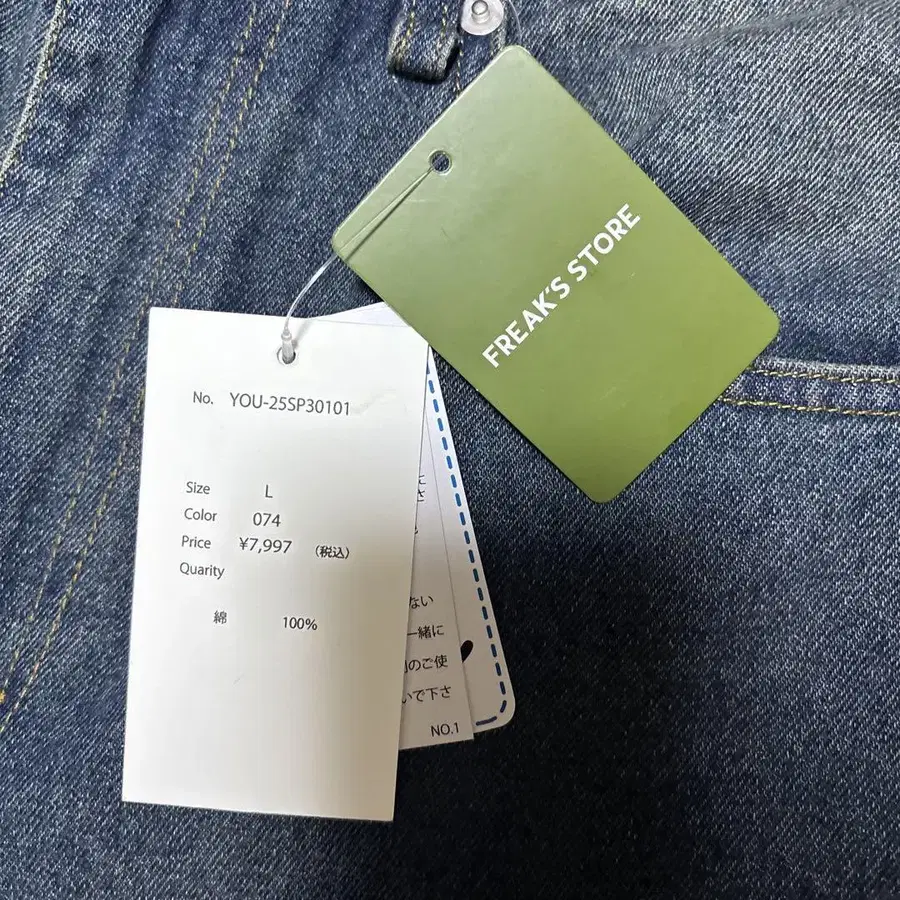 FREAK'S STORE
No. YOU-25SP30101
Size L
Color 074
Price ¥7,997 (税込)
Quarity
綿 100%
ない
一緒に
のご使
いで下さ
NO.1